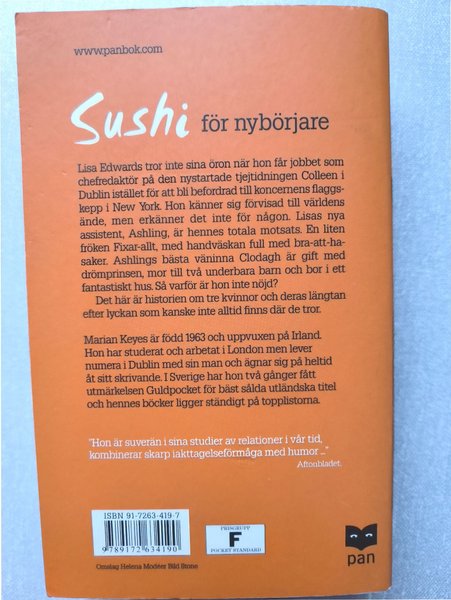 www.panbok.com
Sushi för nybörjare
Lisa Edwards tror inte sina öron när hon får jobbet som
chefredaktör på den nystartade tjejtidningen Colleen i
Dublin istället för att bli befordrad till koncernens flaggs-
kepp i New York. Hon känner sig förvisad till världens
ände, men erkänner det inte för någon. Lisas nya
assistent, Ashling, är hennes totala motsats. En liten
fröken Fixar-allt, med handväskan full med bra-att-ha-
saker. Ashlings bästa väninna Clodagh är gift med
drömprinsen, mor till två underbara barn och bor i ett
fantastiskt hus. Så varför är hon inte nöjd?
Det här är historien om tre kvinnor och deras längtan
efter lyckan som kanske inte alltid finns där de tror.
Marian Keyes är född 1963 och uppvuxen på Irland.
Hon har studerat och arbetat i London men lever
numera i Dublin med sin man och ägnar sig på heltid
åt sitt skrivande. I Sverige har hon två gånger fått
utmärkelsen Guldpocket för bäst sålda utländska titel
och hennes böcker ligger ständigt på topplistorna.
"Hon är suverän i sina studier av relationer i vår tid,
kombinerar skarp iakttagelseförmåga med humor ..."
Aftonbladet.
ISBN 91-7263-419-7
9 789172 634190
PRISGRUPP
F
POCKET STANDARD
pan
Omslag Helena Modéer Bild Stone